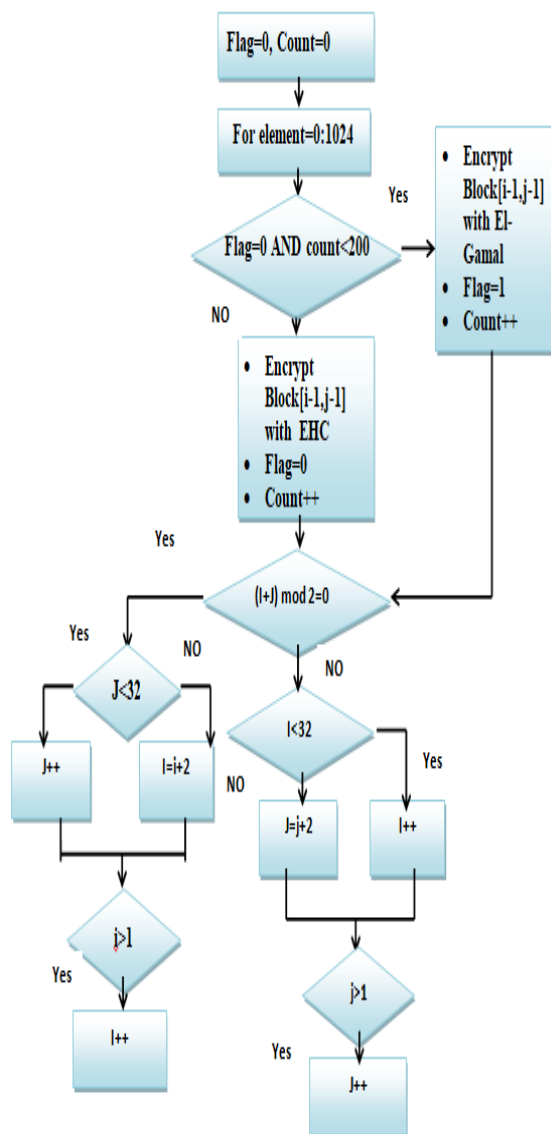 Flag=0, Count=0
For element=0:1024
Flag=0 AND count<200
Yes
• Encrypt
Block[i-1,j-1]
with El-
Gamal
• Flag=1
• Count++
NO
• Encrypt
Block[i-1,j-1]
with EHC
• Flag=0
• Count++
Yes
(I+J) mod 2=0
Yes
NO
NO
J<32
I<32
J++
I=i+2
NO
Yes
J=j+2
I++
j>1
Yes
I++
j>1
Yes
J++